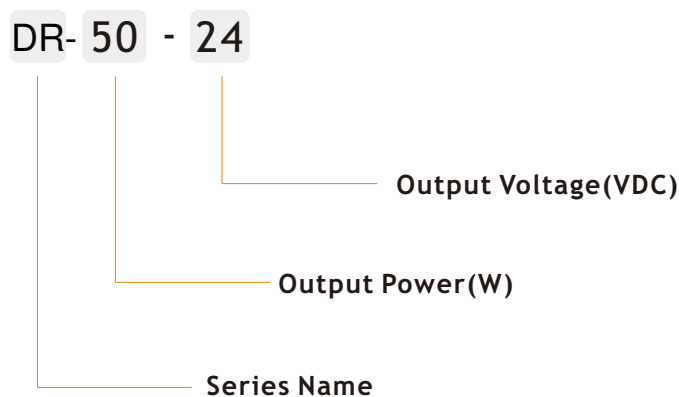 DR- 50 - 24
Output Voltage(VDC)
Output Power(W)
Series Name